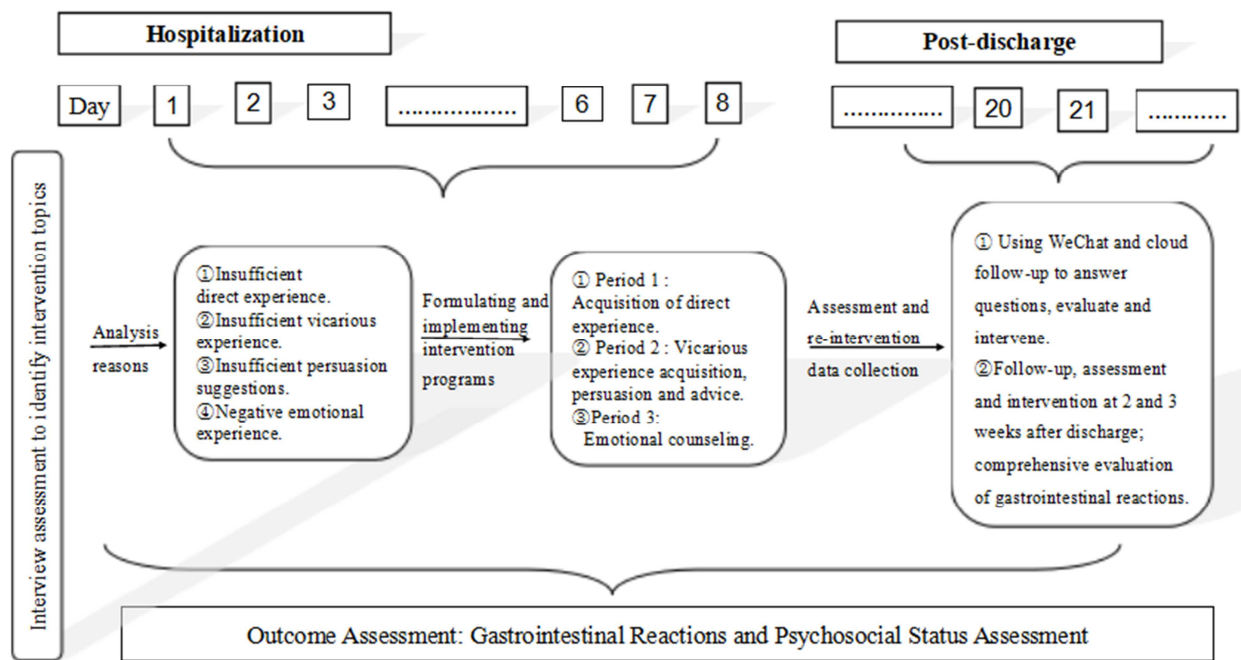 Hospitalization
Post-discharge
Day
1
2
3
..................
6
7
8
...............
20
21
............
Interview assessment to identify intervention topics
Analysis
reasons
①Insufficient
direct experience.
②Insufficient vicarious
experience.
③Insufficient persuasion
suggestions.
④Negative emotional
experience.
Formulating and
implementing
intervention
programs
① Period 1 :
Acquisition of direct
experience.
② Period 2 : Vicarious
experience acquisition,
persuasion and advice.
③Period 3:
Emotional counseling.
Assessment and
re-intervention
data collection
① Using WeChat and cloud
follow-up to answer
questions, evaluate and
intervene.
②Follow-up, assessment
and intervention at 2 and 3
weeks after discharge;
comprehensive evaluation
of gastrointestinal reactions.
Outcome Assessment: Gastrointestinal Reactions and Psychosocial Status Assessment